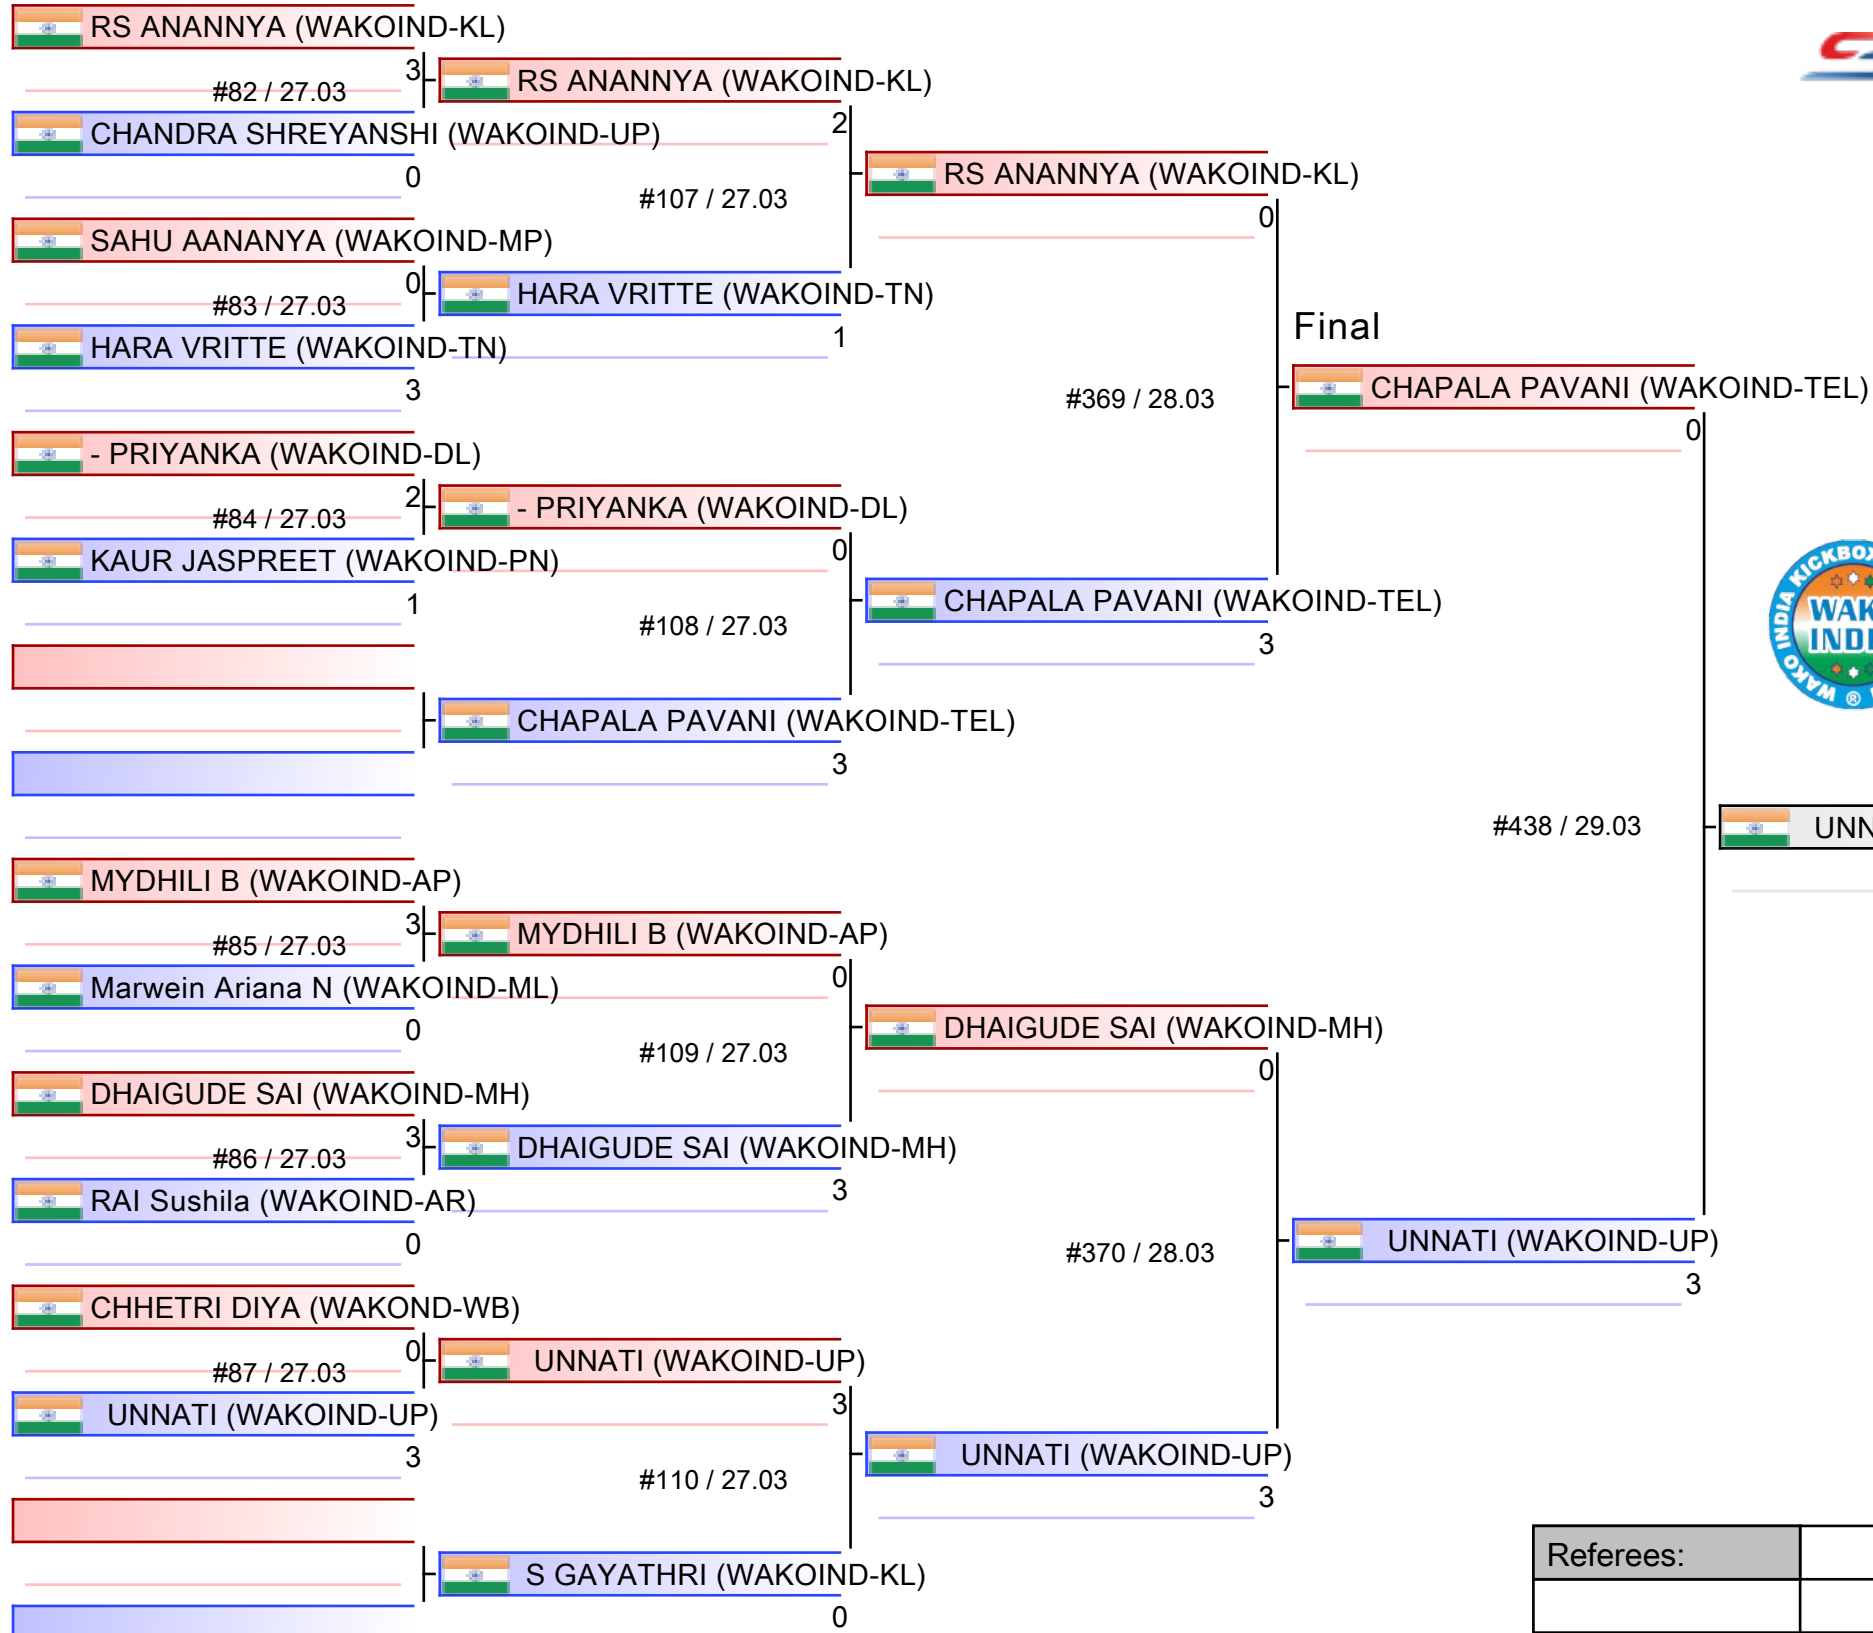 RS ANANNYA (WAKOIND-KL)
3
#82 / 27.03
RS ANANNYA (WAKOIND-KL)
CHANDRA SHREYANSHI (WAKOIND-UP)
2
0
RS ANANNYA (WAKOIND-KL)
#107 / 27.03
0
SAHU AANANYA (WAKOIND-MP)
0
#83 / 27.03
HARA VRITTE (WAKOIND-TN)
HARA VRITTE (WAKOIND-TN)
1
3
Final
#369 / 28.03
CHAPALA PAVANI (WAKOIND-TEL)
0
- PRIYANKA (WAKOIND-DL)
2
#84 / 27.03
- PRIYANKA (WAKOIND-DL)
KAUR JASPREET (WAKOIND-PN)
0
1
CHAPALA PAVANI (WAKOIND-TEL)
#108 / 27.03
3
CHAPALA PAVANI (WAKOIND-TEL)
3
WAKO INDIA
#438 / 29.03
MYDHILI B (WAKOIND-AP)
3
#85 / 27.03
MYDHILI B (WAKOIND-AP)
Marwein Ariana N (WAKOIND-ML)
0
0
DHAIGUDE SAI (WAKOIND-MH)
#109 / 27.03
0
DHAIGUDE SAI (WAKOIND-MH)
3
#86 / 27.03
DHAIGUDE SAI (WAKOIND-MH)
RAI Sushila (WAKOIND-AR)
3
0
#370 / 28.03
UNNATI (WAKOIND-UP)
3
CHHETRI DIYA (WAKOND-WB)
0
#87 / 27.03
UNNATI (WAKOIND-UP)
UNNATI (WAKOIND-UP)
3
3
UNNATI (WAKOIND-UP)
#110 / 27.03
3
S GAYATHRI (WAKOIND-KL)
0
Referees: